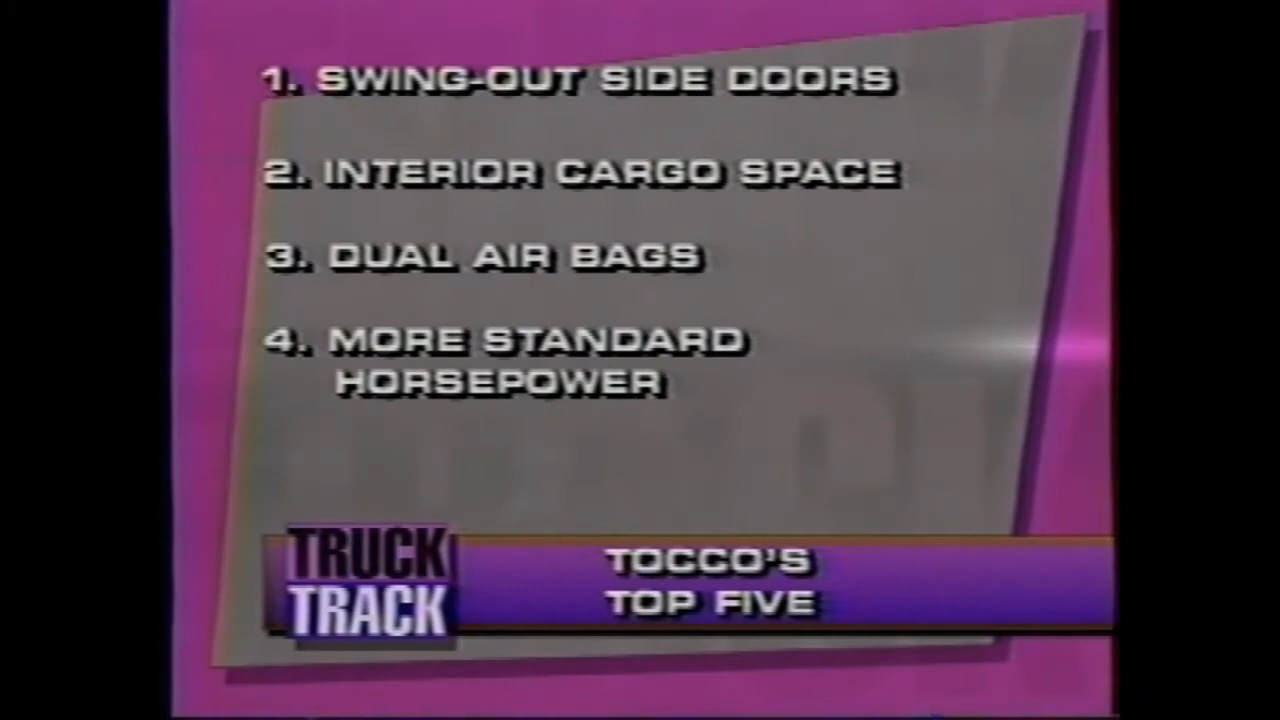 1. SWING-OUT SIDE DOORS
2. INTERIOR CARGO SPACE
3. DUAL AIR BAGS
4. MORE STANDARD
HORSEPOWER
TRUCK
TRACK
TOCCO'S
TOP FIVE